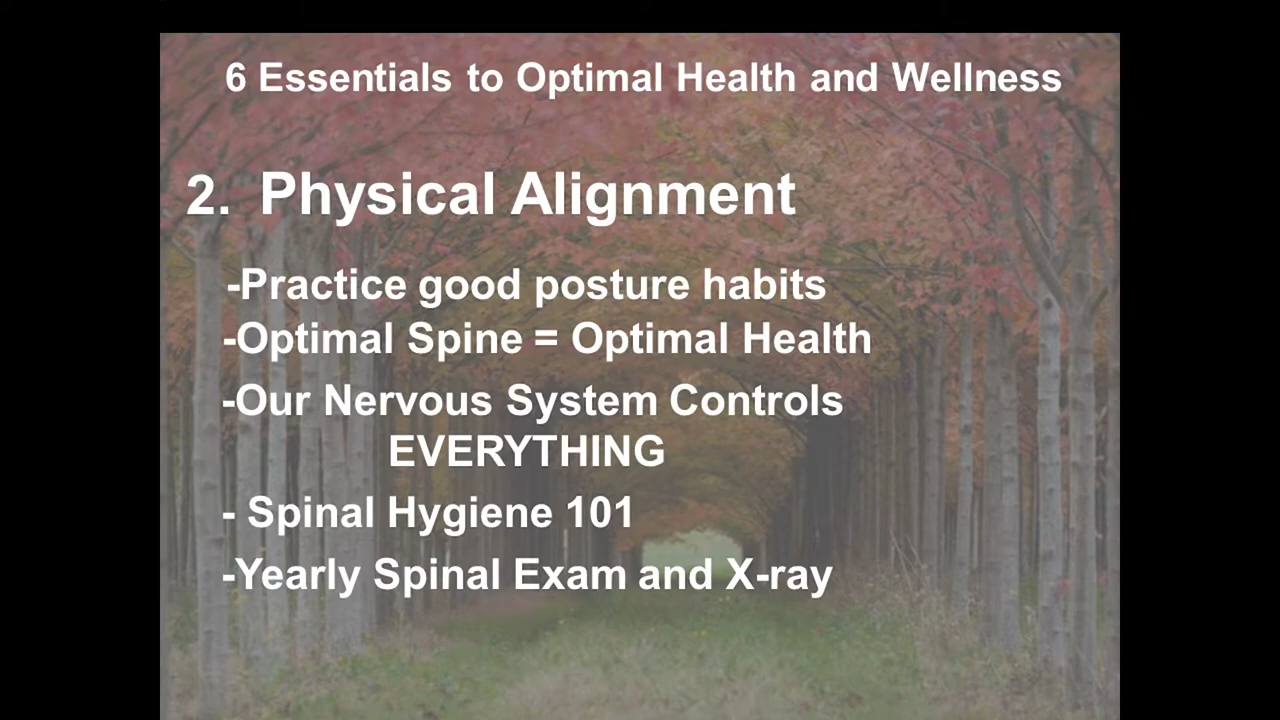 6 Essentials to Optimal Health and Wellness
2. Physical Alignment
-Practice good posture habits
-Optimal Spine = Optimal Health
-Our Nervous System Controls
EVERYTHING
- Spinal Hygiene 101
-Yearly Spinal Exam and X-ray